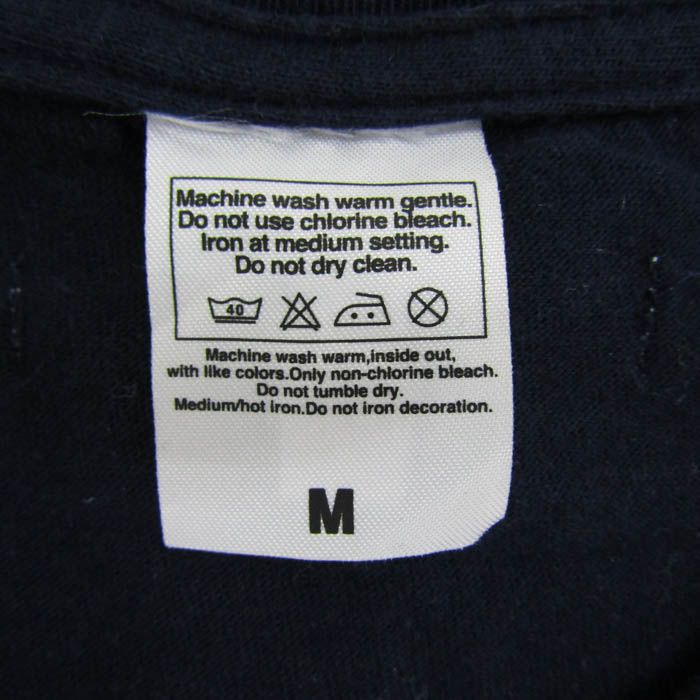 Machine wash warm gentle.
Do not use chlorine bleach.
Iron at medium setting.
Do not dry clean.
40
Machine wash warm,inside out,
with like colors.Only non-chlorine bleach.
Do not tumble dry.
Medium/hot iron.Do not iron decoration.
M